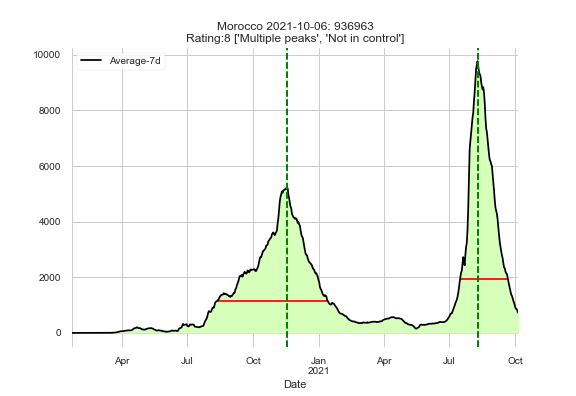 Morocco 2021-10-06: 936963
Rating:8 ['Multiple peaks', 'Not in control']
Average-7d
10000
8000
6000
4000
2000
0
Apr Jul Oct Jan Apr Jul Oct
2021
Date